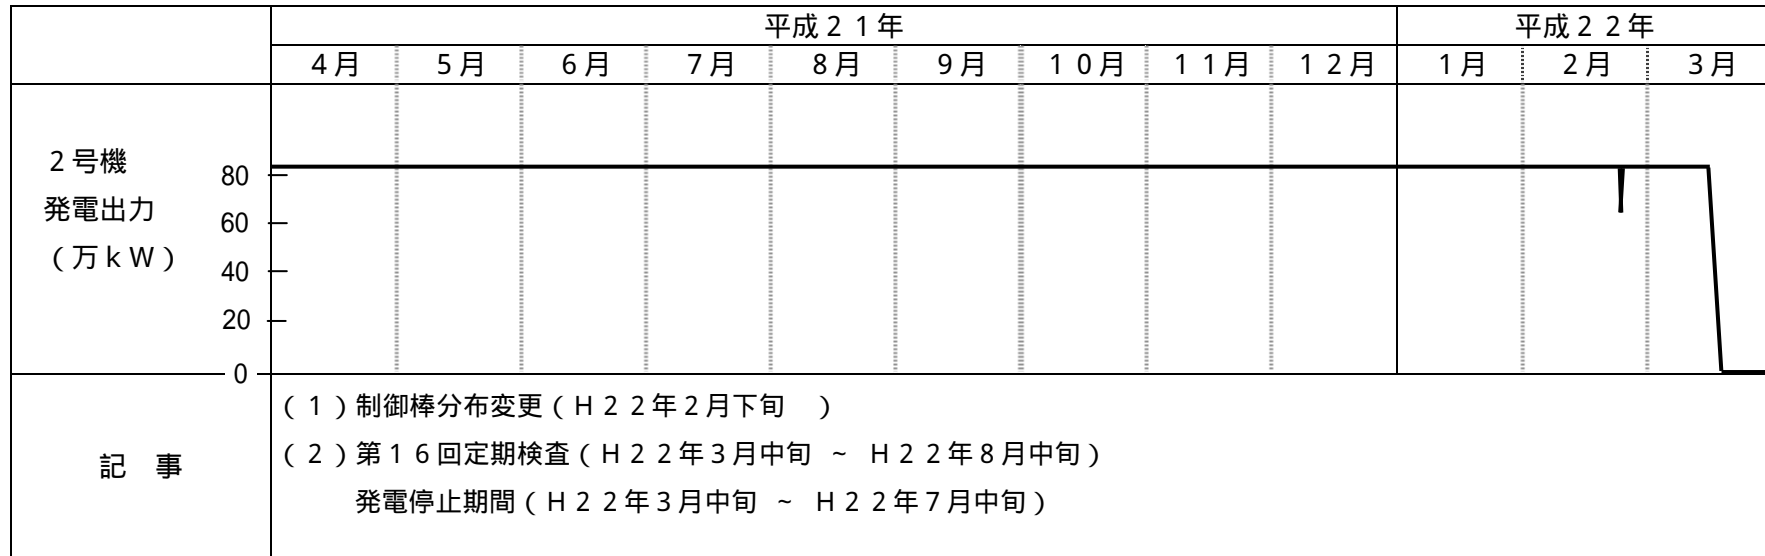 平成２１年 平成２２年
４月 ５月 ６月 ７月 ８月 ９月 １０月 １１月 １２月 １月 ２月 ３月
２号機
発電出力
（万ｋＷ）
80
60
40
20
0
記　事
（１）制御棒分布変更（Ｈ２２年２月下旬　）
（２）第１６回定期検査（Ｈ２２年３月中旬 ~ Ｈ２２年８月中旬）
発電停止期間（Ｈ２２年３月中旬 ~ Ｈ２２年７月中旬）